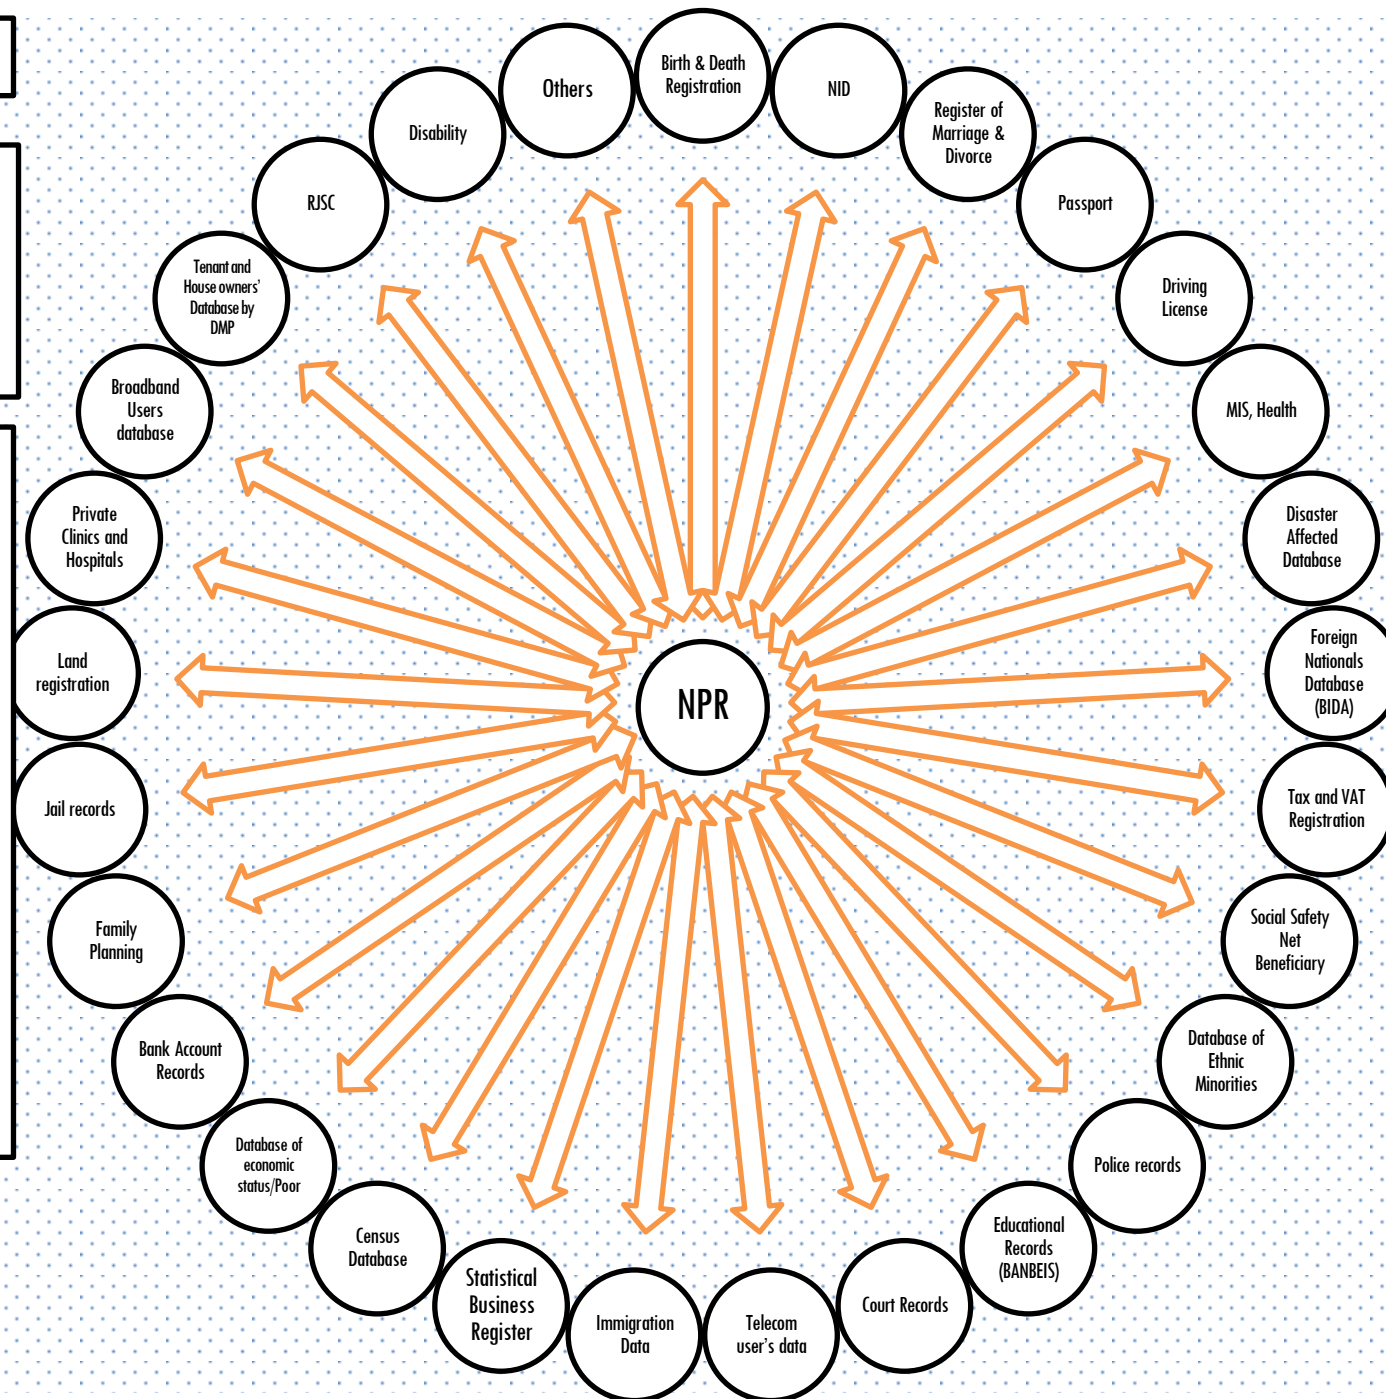 Birth & Death
Registration
NID
Register of
Marriage &
Divorce
Passport
Driving
License
MIS, Health
Disaster
Affected
Database
Foreign
Nationals
Database
(BIDA)
Tax and VAT
Registration
Social Safety
Net
Beneficiary
Database of
Ethnic
Minorities
Police records
Educational
Records
(BANBEIS)
Court Records
Telecom
user's data
Immigration
Data
Statistical
Business
Register
Census
Database
Database of
economic
status/Poor
Bank Account
Records
Family
Planning
Jail records
Land
registration
Private
Clinics and
Hospitals
Broadband
Users
database
Tenant and
House owners'
Database by
DMP
RJSC
Disability
Others
NPR